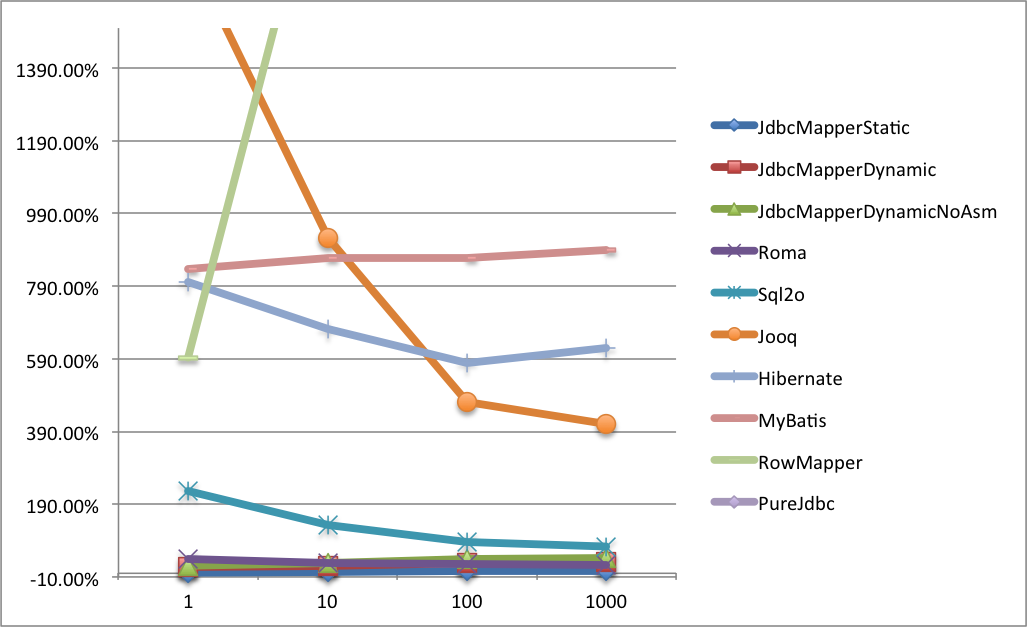 1390.00%
1190.00%
990.00%
790.00%
590.00%
390.00%
190.00%
-10.00%
1 10 100 1000
JdbcMapperStatic
JdbcMapperDynamic
JdbcMapperDynamicNoAsm
Roma
Sql2o
Jooq
Hibernate
MyBatis
RowMapper
PureJdbc